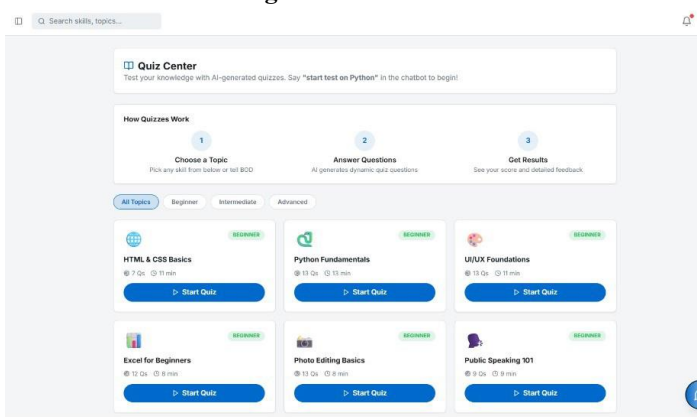 Search skills, topics...
Quiz Center
Test your knowledge with AI-generated quizzes. Say "start test on Python" in the chatbot to begin!
How Quizzes Work
1
2
3
Choose a Topic
Answer Questions
Get Results
Pick any skill from below or tell BOD
AI generates dynamic quiz questions
See your score and detailed feedback
All Topics
Beginner
Intermediate
Advanced
BEGINNER
BEGINNER
BEGINNER
HTML & CSS Basics
Python Fundamentals
UI/UX Foundations
7 Qs 11 min
13 Qs 13 min
13 Qs 11 min
Start Quiz
Start Quiz
Start Quiz
BEGINNER
BEGINNER
BEGINNER
Excel for Beginners
Photo Editing Basics
Public Speaking 101
12 Qs 8 min
13 Qs 8 min
9 Qs 9 min
Start Quiz
Start Quiz
Start Quiz